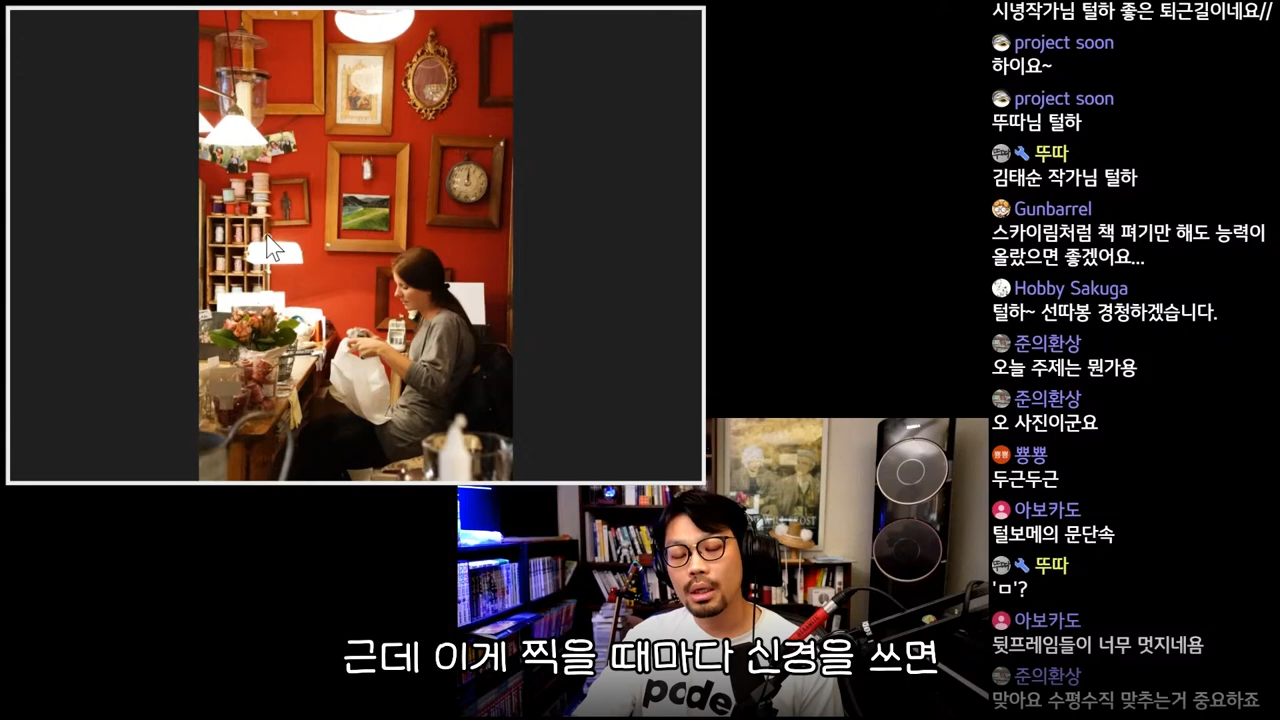 시녕작가님 털하 좋은 퇴근길이네요//
project soon
하이요~
project soon
뚜따님 털하
뚜따
김태순 작가님 털하
Gunbarrel
스카이림처럼 책 펴기만 해도 능력이
올랐으면 좋겠어요...
Hobby Sakuga
털하~ 선따봉 경청하겠습니다.
준의환상
오늘 주제는 뭔가용
준의환상
오 사진이군요
뿅뿅
두근두근
아보카도
털보메의 문단속
뚜따
'ㅁ'?
아보카도
뒷프레임들이 너무 멋지네욤
준의환상
맞아요 수평수직 맞추는거 중요하죠
근데 이게 찍을 때마다 신경을 쓰면
pode